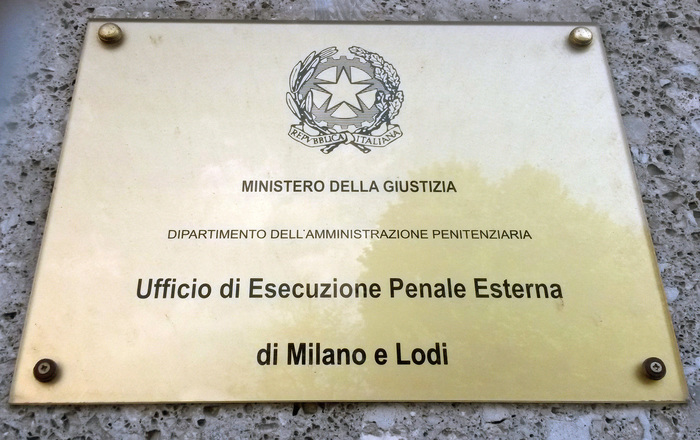 REPVBBLICA ITALIANA
MINISTERO DELLA GIUSTIZIA
DIPARTIMENTO DELL'AMMINISTRAZIONE PENITENZIARIA
Ufficio di Esecuzione Penale Esterna
di Milano e Lodi